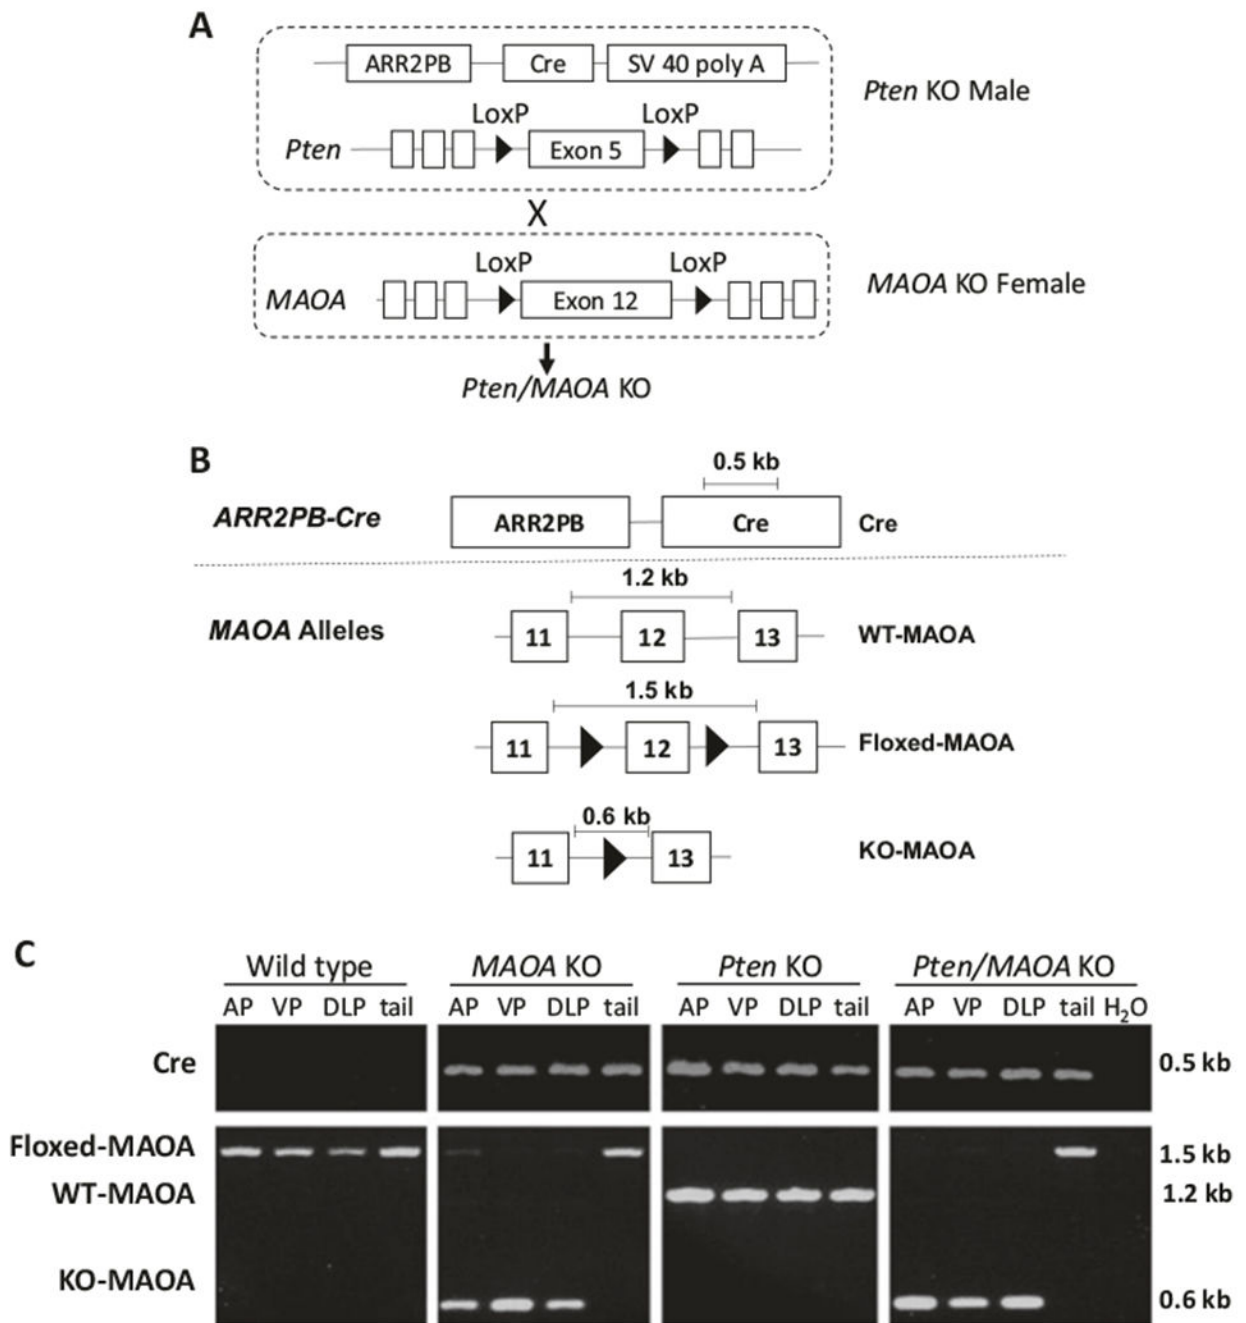 A
ARR2PB Cre SV 40 poly A
Pten KO Male
LoxP LoxP
Pten Exon 5
X
LoxP LoxP
MAOA Exon 12
MAOA KO Female
Pten/MAOA KO
B
0.5 kb
ARR2PB-Cre ARR2PB Cre Cre
1.2 kb
MAOA Alleles 11 12 13 WT-MAOA
1.5 kb
11 12 13 Floxed-MAOA
0.6 kb
11 13 KO-MAOA
C
Wild type MAOA KO Pten KO Pten/MAOA KO
AP VP DLP tail AP VP DLP tail AP VP DLP tail AP VP DLP tail H₂O
Cre 0.5 kb
Floxed-MAOA 1.5 kb
WT-MAOA 1.2 kb
KO-MAOA 0.6 kb